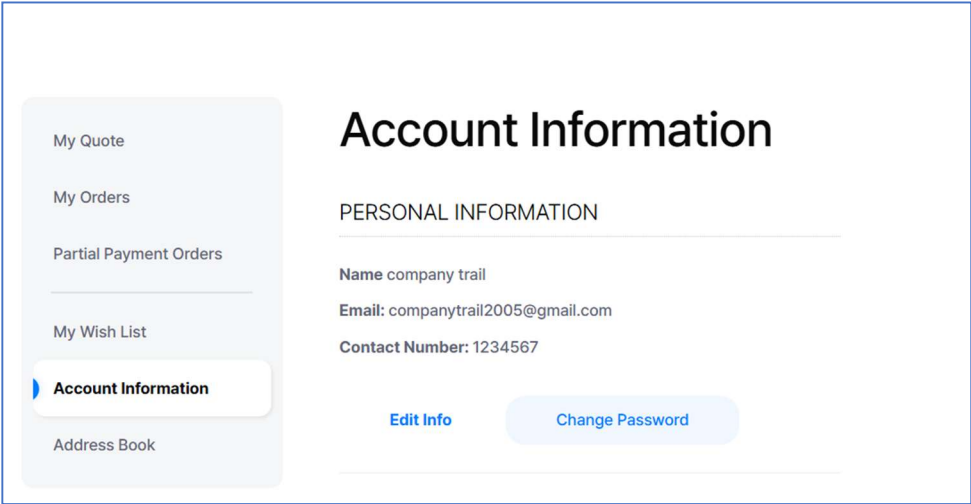 My Quote
My Orders
Partial Payment Orders
My Wish List
Account Information
Address Book
Account Information
PERSONAL INFORMATION
Name company trail
Email: companytrail2005@gmail.com
Contact Number: 1234567
Edit Info
Change Password